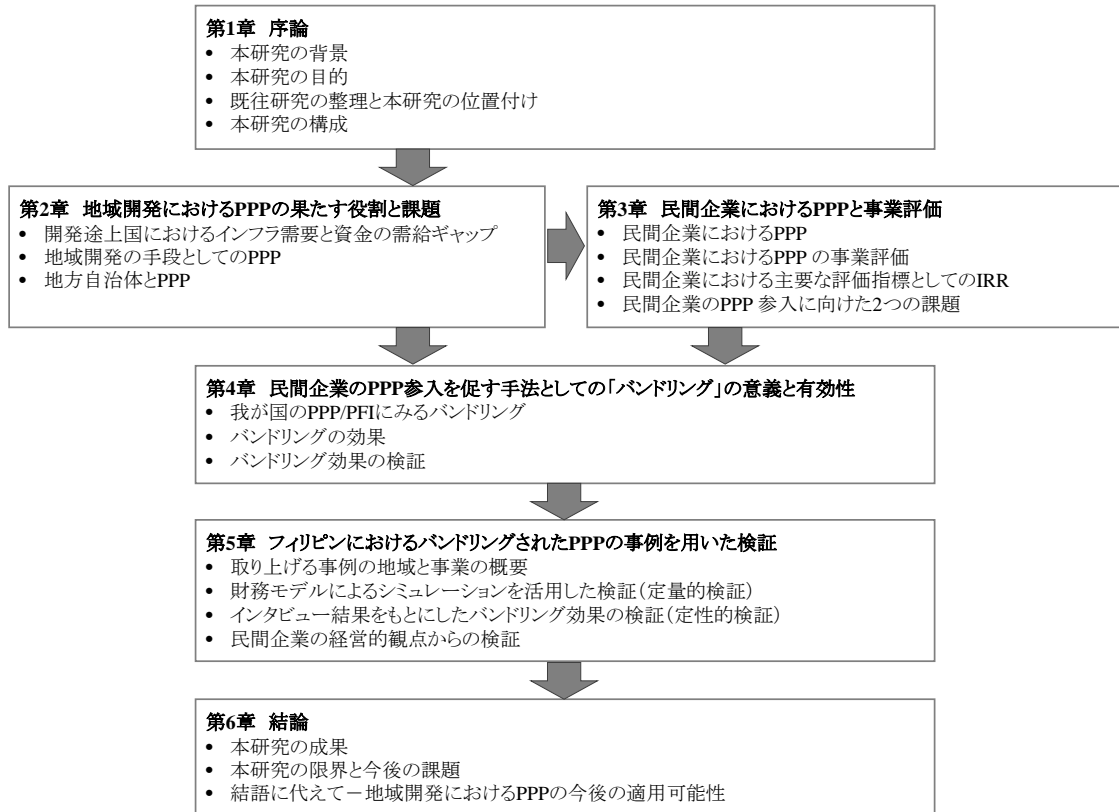 第1章 序論
• 本研究の背景
• 本研究の目的
• 既往研究の整理と本研究の位置付け
• 本研究の構成
第2章 地域開発におけるPPPの果たす役割と課題
• 開発途上国におけるインフラ需要と資金の需給ギャップ
• 地域開発の手段としてのPPP
• 地方自治体とPPP
第3章 民間企業におけるPPPと事業評価
• 民間企業におけるPPP
• 民間企業におけるPPP の事業評価
• 民間企業における主要な評価指標としてのIRR
• 民間企業のPPP 参入に向けた2つの課題
第4章 民間企業のPPP参入を促す手法としての「バンドリング」の意義と有効性
• 我が国のPPP/PFIにみるバンドリング
• バンドリングの効果
• バンドリング効果の検証
第5章 フィリピンにおけるバンドリングされたPPPの事例を用いた検証
• 取り上げる事例の地域と事業の概要
• 財務モデルによるシミュレーションを活用した検証(定量的検証)
• インタビュー結果をもとにしたバンドリング効果の検証(定性的検証)
• 民間企業の経営的観点からの検証
第6章 結論
• 本研究の成果
• 本研究の限界と今後の課題
• 結語に代えて－地域開発におけるPPPの今後の適用可能性